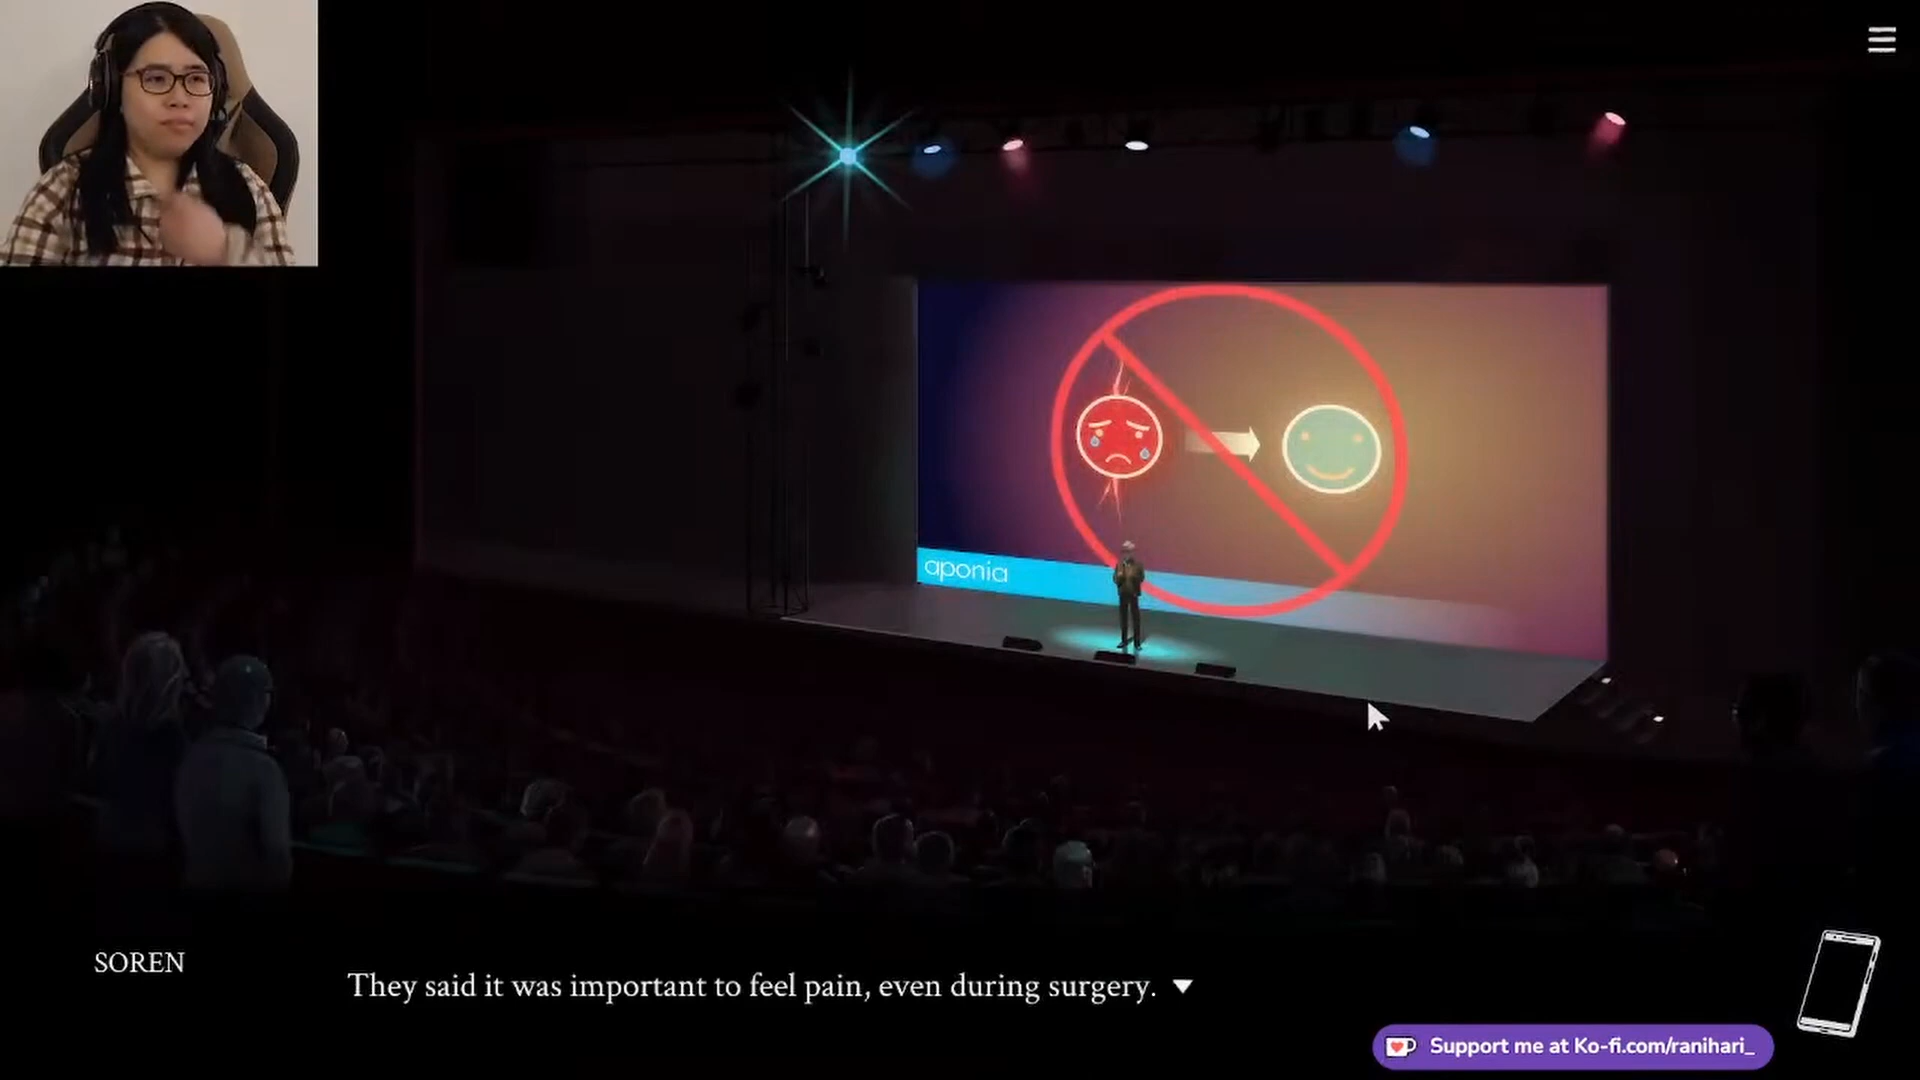 aponia
SOREN
They said it was important to feel pain, even during surgery.
Support me at Ko-fi.com/ranihari_